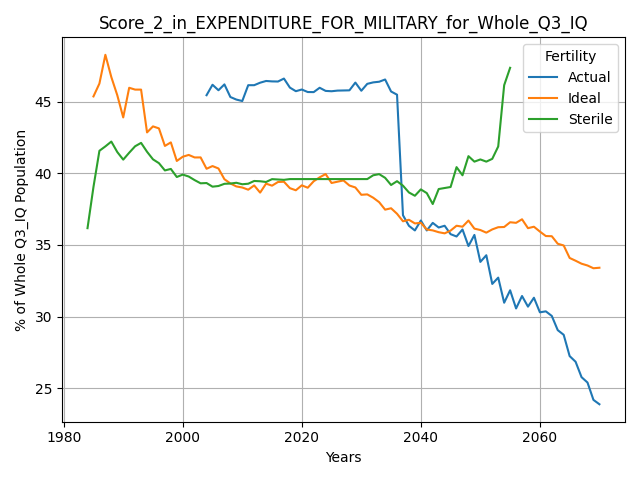 Score_2_in_EXPENDITURE_FOR_MILITARY_for_Whole_Q3_IQ
% of Whole Q3_IQ Population
45
40
35
30
25
Fertility
Actual
Ideal
Sterile
1980 2000 2020 2040 2060
Years